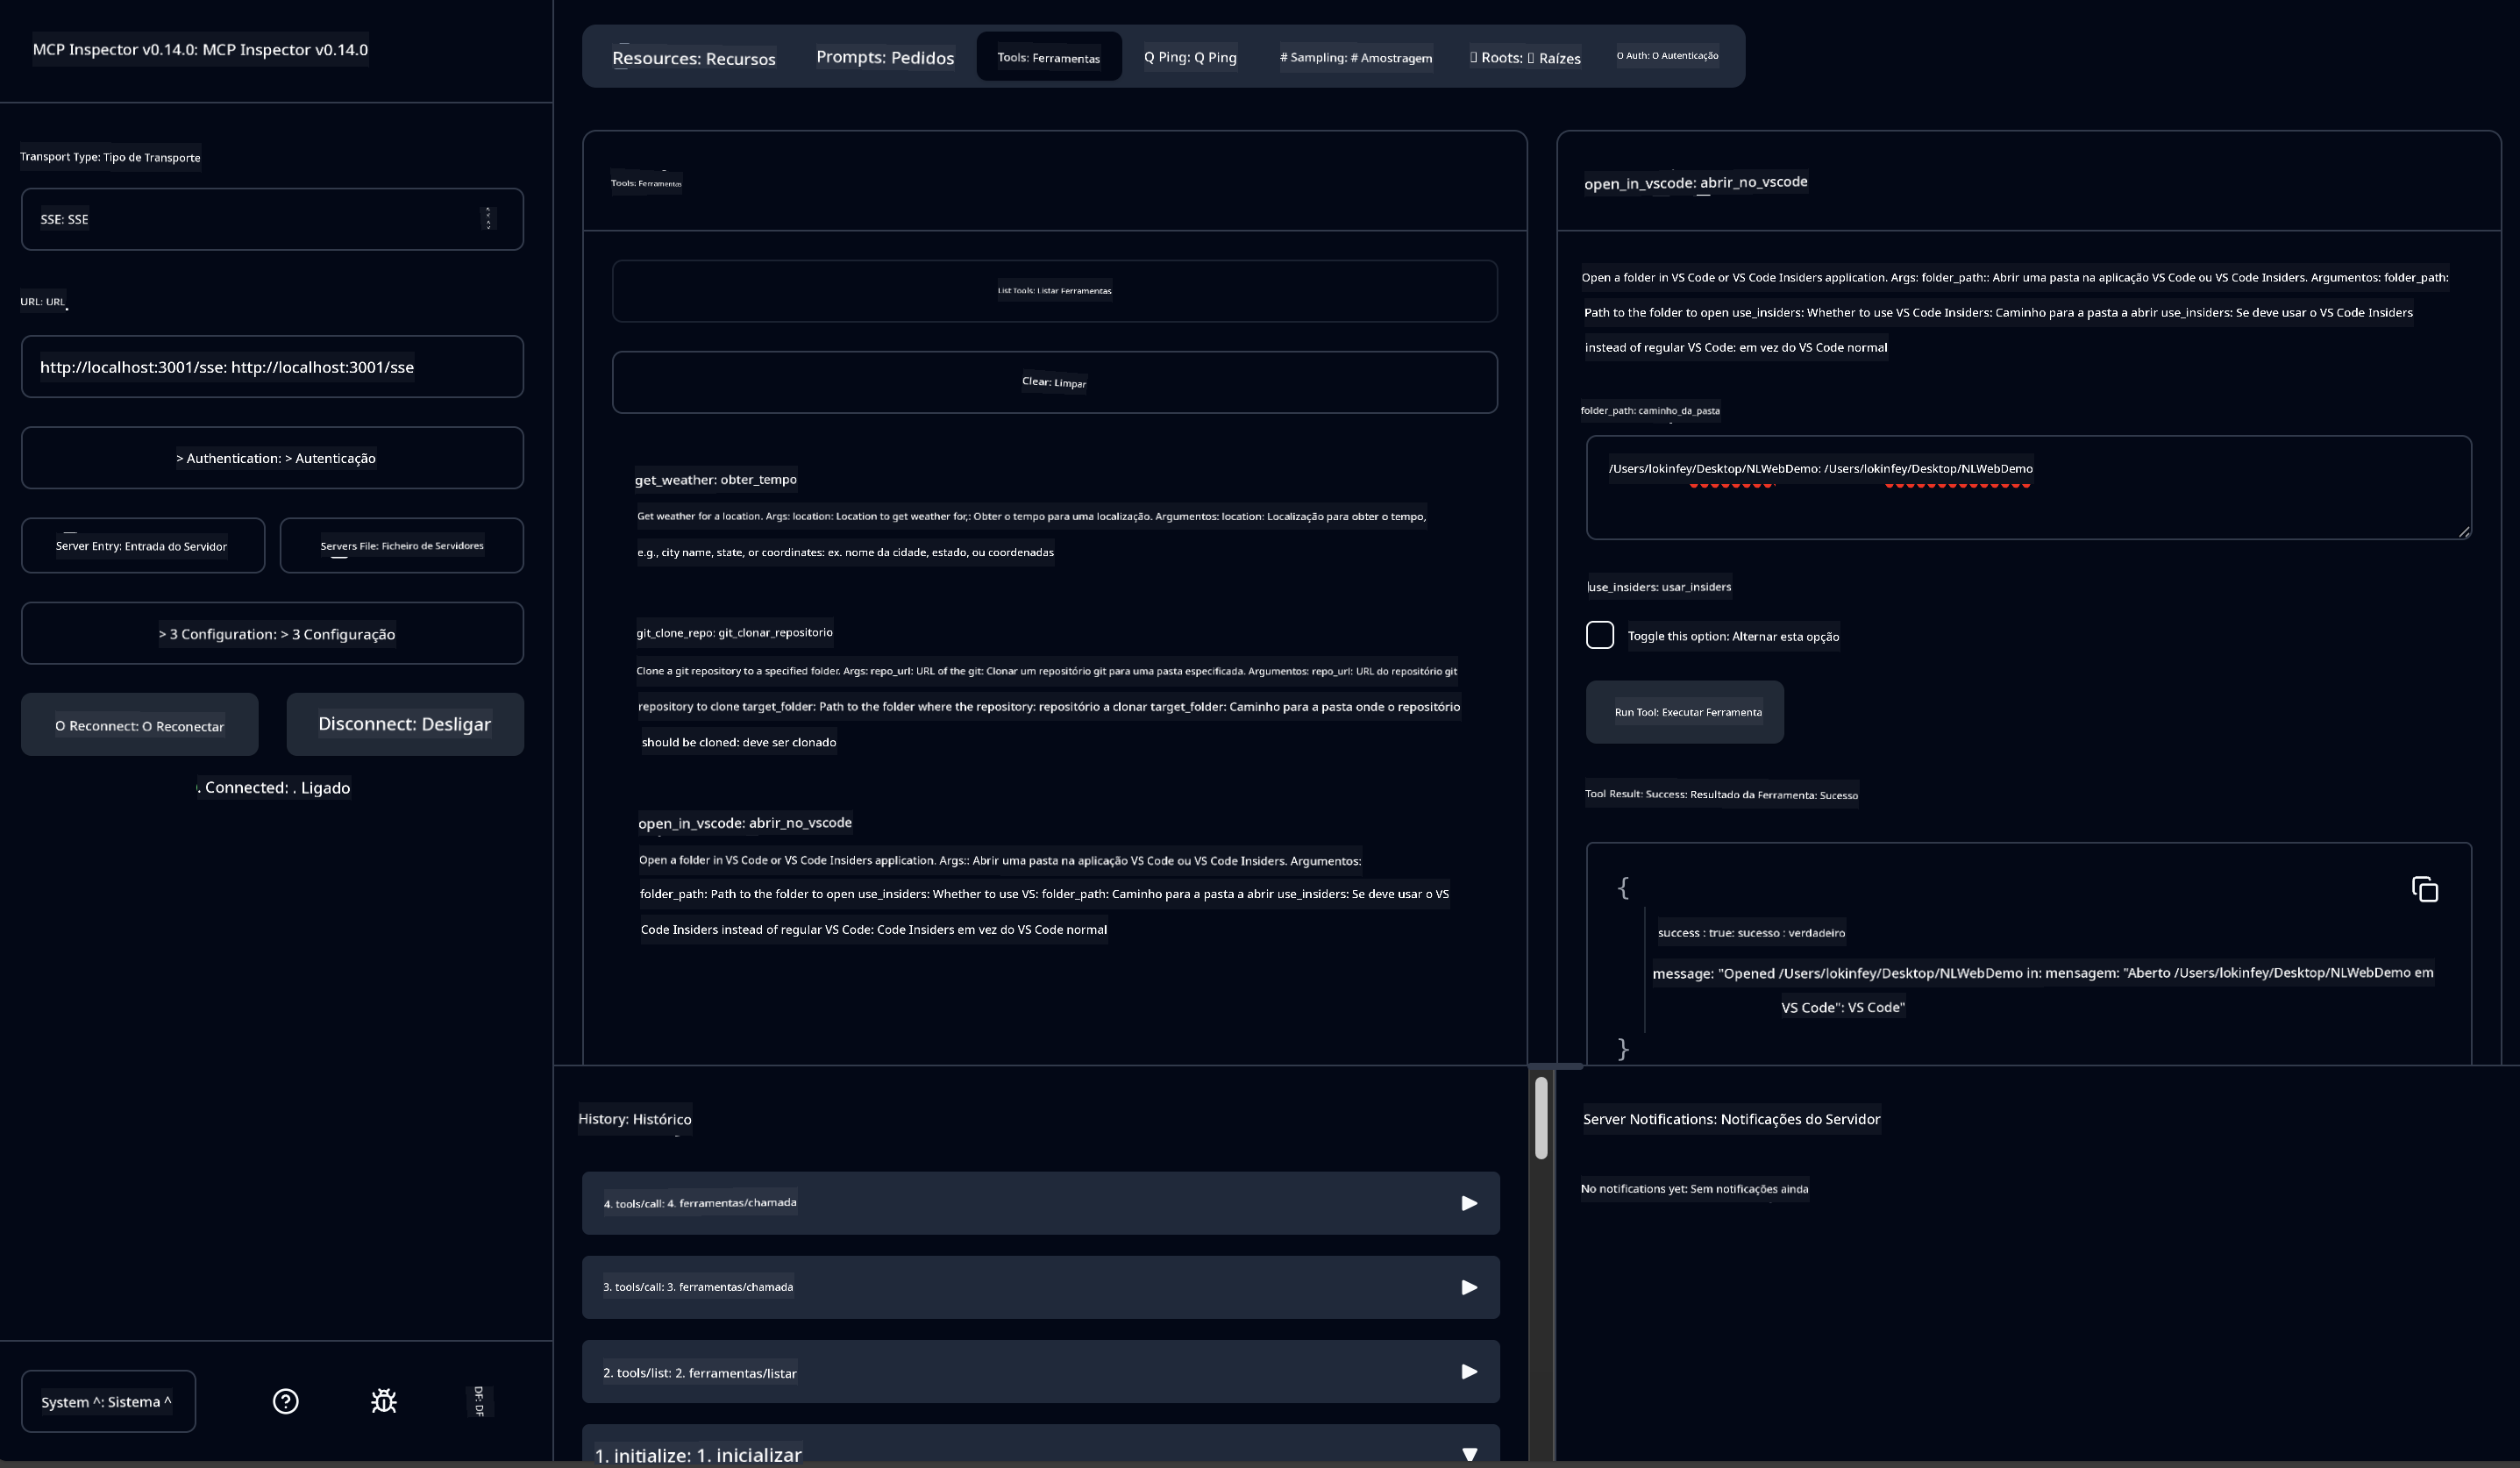 MCP Inspector v0.14.0: MCP Inspector v0.14.0
Transport Type: Tipo de Transporte
SSE: SSE
URL: URL
http://localhost:3001/sse: http://localhost:3001/sse
> Authentication: > Autenticação
Server Entry: Entrada do Servidor
Servers File: Ficheiro de Servidores
> 3 Configuration: > 3 Configuração
O Reconnect: O Reconectar
Disconnect: Desligar
. Connected: . Ligado
System ^: Sistema ^
DF: DF
Resources: Recursos
Prompts: Pedidos
Tools: Ferramentas
Q Ping: Q Ping
# Sampling: # Amostragem
▯ Roots: ▯ Raízes
O Auth: O Autenticação
Tools: Ferramentas
List Tools: Listar Ferramentas
Clear: Limpar
get_weather: obter_tempo
Get weather for a location. Args: location: Location to get weather for,: Obter o tempo para uma localização. Argumentos: location: Localização para obter o tempo,
e.g., city name, state, or coordinates: ex. nome da cidade, estado, ou coordenadas
git_clone_repo: git_clonar_repositorio
Clone a git repository to a specified folder. Args: repo_url: URL of the git: Clonar um repositório git para uma pasta especificada. Argumentos: repo_url: URL do repositório git
repository to clone target_folder: Path to the folder where the repository: repositório a clonar target_folder: Caminho para a pasta onde o repositório
should be cloned: deve ser clonado
open_in_vscode: abrir_no_vscode
Open a folder in VS Code or VS Code Insiders application. Args:: Abrir uma pasta na aplicação VS Code ou VS Code Insiders. Argumentos:
folder_path: Path to the folder to open use_insiders: Whether to use VS: folder_path: Caminho para a pasta a abrir use_insiders: Se deve usar o VS
Code Insiders instead of regular VS Code: Code Insiders em vez do VS Code normal
open_in_vscode: abrir_no_vscode
Open a folder in VS Code or VS Code Insiders application. Args: folder_path:: Abrir uma pasta na aplicação VS Code ou VS Code Insiders. Argumentos: folder_path:
Path to the folder to open use_insiders: Whether to use VS Code Insiders: Caminho para a pasta a abrir use_insiders: Se deve usar o VS Code Insiders
instead of regular VS Code: em vez do VS Code normal
folder_path: caminho_da_pasta
/Users/lokinfey/Desktop/NLWebDemo: /Users/lokinfey/Desktop/NLWebDemo
use_insiders: usar_insiders
Toggle this option: Alternar esta opção
Run Tool: Executar Ferramenta
Tool Result: Success: Resultado da Ferramenta: Sucesso
{
success : true: sucesso : verdadeiro
message: "Opened /Users/lokinfey/Desktop/NLWebDemo in: mensagem: "Aberto /Users/lokinfey/Desktop/NLWebDemo em
VS Code": VS Code"
}
History: Histórico
4. tools/call: 4. ferramentas/chamada
3. tools/call: 3. ferramentas/chamada
2. tools/list: 2. ferramentas/listar
1. initialize: 1. inicializar
Server Notifications: Notificações do Servidor
No notifications yet: Sem notificações ainda